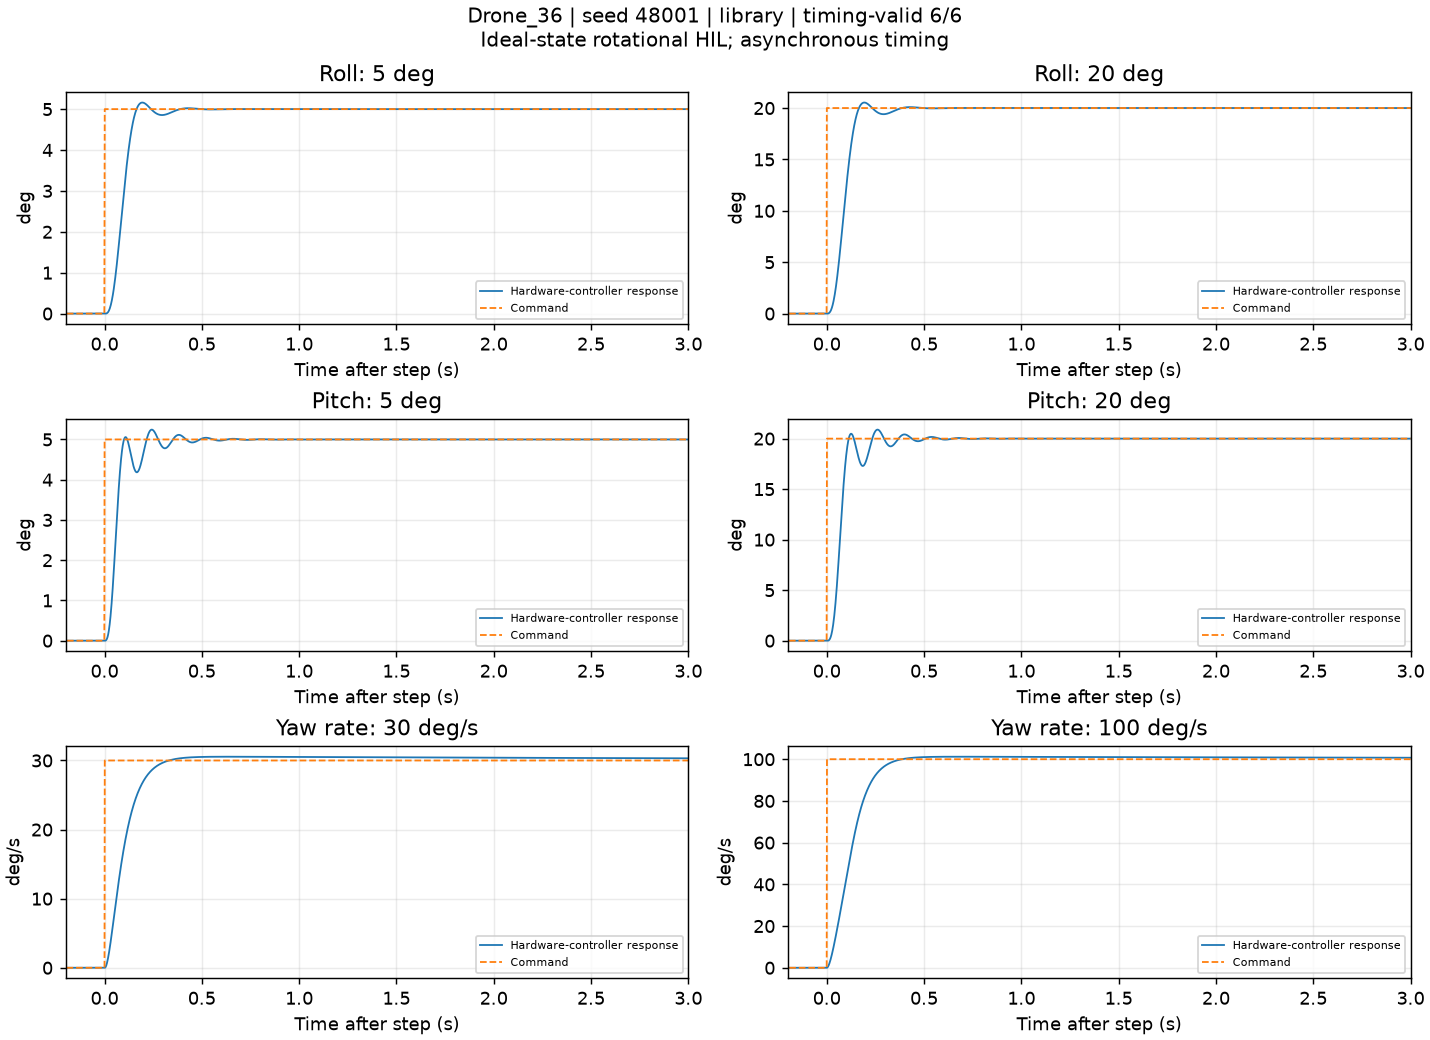 Drone_36 | seed 48001 | library | timing-valid 6/6
Ideal-state rotational HIL; asynchronous timing
Roll: 5 deg
deg
5
4
3
2
1
0
Hardware-controller response
Command
0.0 0.5 1.0 1.5 2.0 2.5 3.0
Time after step (s)
Roll: 20 deg
deg
20
15
10
5
0
Hardware-controller response
Command
0.0 0.5 1.0 1.5 2.0 2.5 3.0
Time after step (s)
Pitch: 5 deg
deg
5
4
3
2
1
0
Hardware-controller response
Command
0.0 0.5 1.0 1.5 2.0 2.5 3.0
Time after step (s)
Pitch: 20 deg
deg
20
15
10
5
0
Hardware-controller response
Command
0.0 0.5 1.0 1.5 2.0 2.5 3.0
Time after step (s)
Yaw rate: 30 deg/s
deg/s
30
20
10
0
Hardware-controller response
Command
0.0 0.5 1.0 1.5 2.0 2.5 3.0
Time after step (s)
Yaw rate: 100 deg/s
deg/s
100
80
60
40
20
0
Hardware-controller response
Command
0.0 0.5 1.0 1.5 2.0 2.5 3.0
Time after step (s)